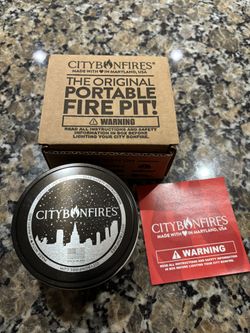 CITYBONFIRES®
MADE WITH IN MARYLAND, USA
THE ORIGINAL
PORTABLE
FIRE PIT!
WARNING
READ ALL INSTRUCTIONS AND SAFETY
INFORMATION IN BOX BEFORE
LIGHTING YOUR CITY BONFIRE.
CITYBONFIRES®
CITYBONFIRES®
MADE WITH IN MARYLAND, USA
WARNING
READ ALL INSTRUCTIONS AND SAFETY INFORMATION
IN BOX BEFORE LIGHTING YOUR CITY BONFIRE.